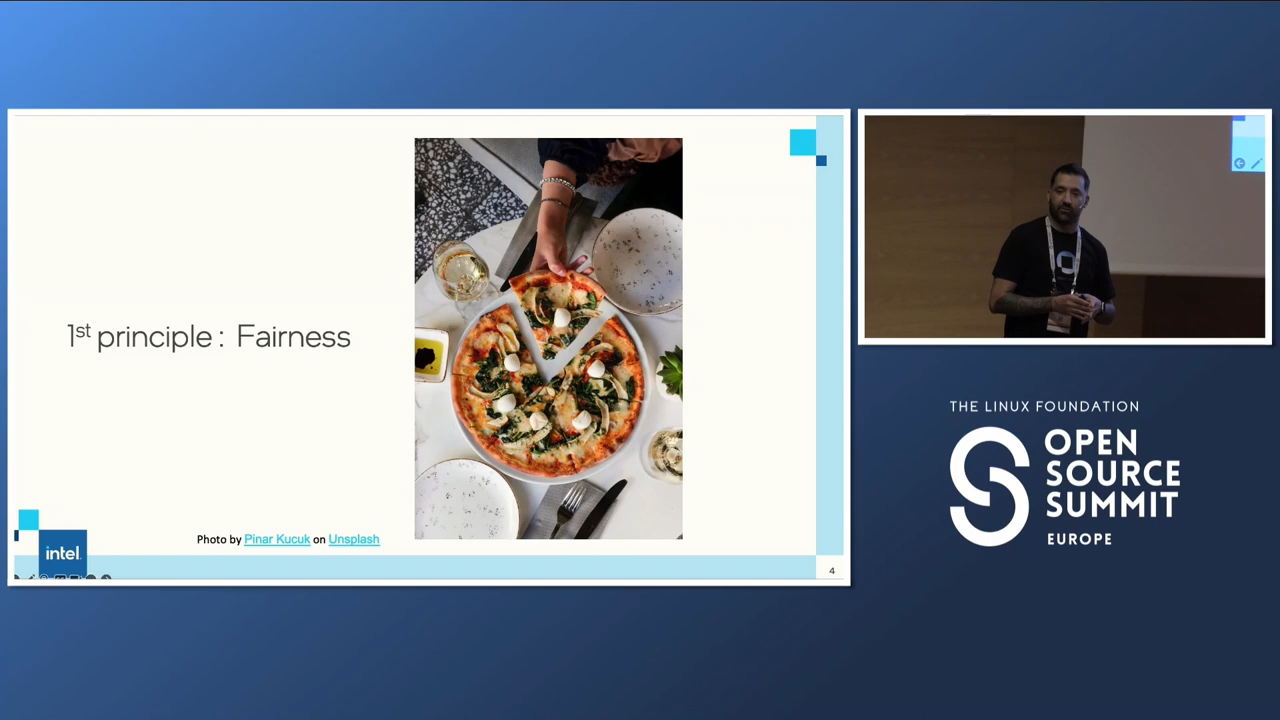 1st principle : Fairness
Photo by Pinar Kucuk on Unsplash
intel.
4
THE LINUX FOUNDATION
OPEN
SOURCE
SUMMIT
EUROPE